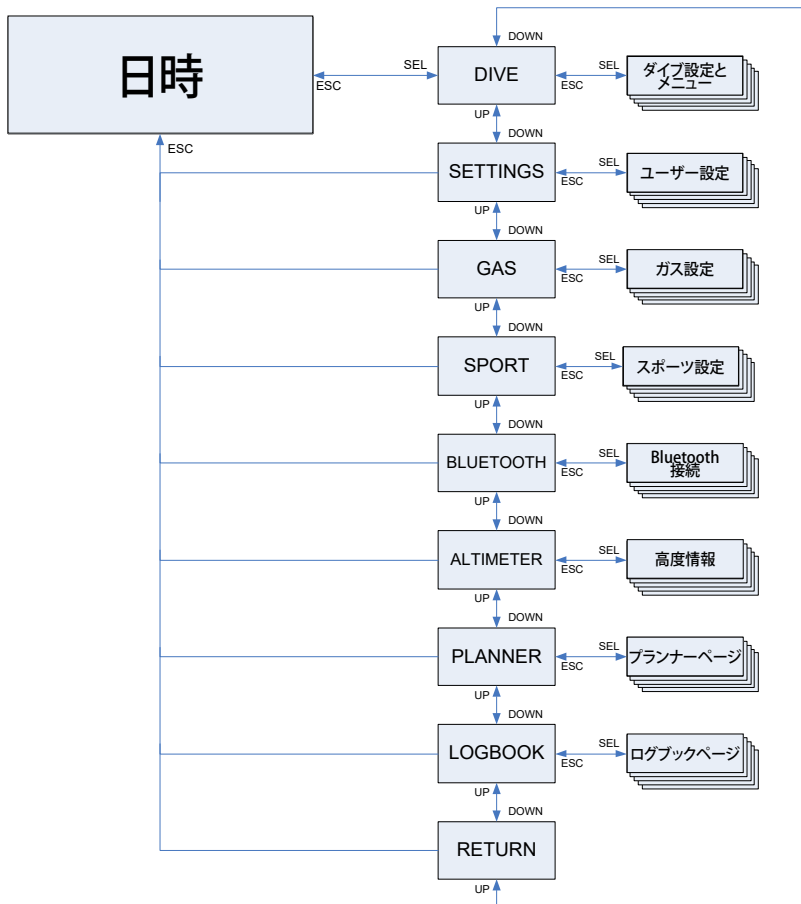 DOWN
日時
SEL
ESC
DIVE
SEL
ESC
ダイブ設定と
メニュー
UP
DOWN
ESC
SETTINGS
SEL
ESC
ユーザー設定
UP
DOWN
GAS
SEL
ESC
ガス設定
UP
DOWN
SPORT
SEL
ESC
スポーツ設定
UP
DOWN
BLUETOOTH
SEL
ESC
Bluetooth
接続
UP
DOWN
ALTIMETER
SEL
ESC
高度情報
UP
DOWN
PLANNER
SEL
ESC
プランナーページ
UP
DOWN
LOGBOOK
SEL
ESC
ログブックページ
UP
DOWN
RETURN
UP